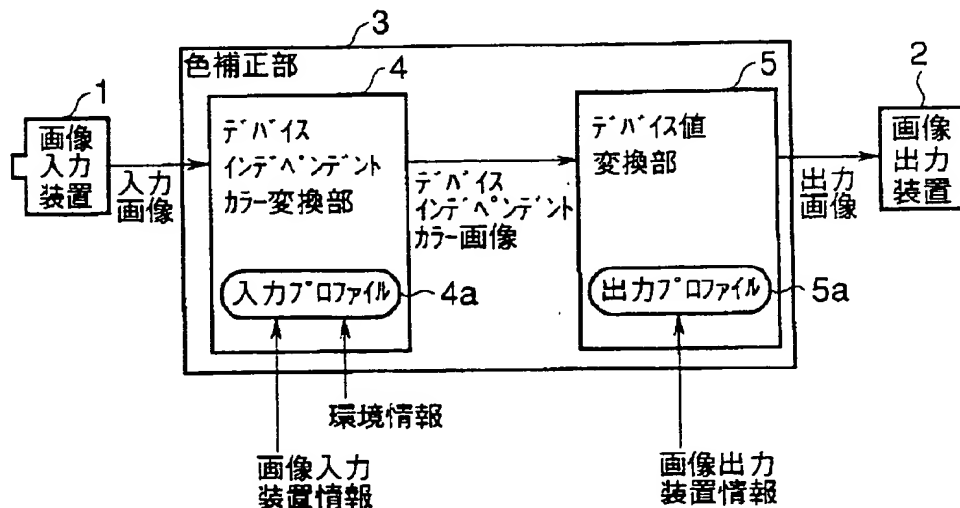 3
色補正部
1
画像
入力
装置
入力
画像
4
デバイス
インデペンデント
カラー変換部
入力プロファイル
4a
デバイス
インデペンデント
カラー画像
5
デバイス値
変換部
出力プロファイル
5a
出力
画像
2
画像
出力
装置
環境情報
画像入力
装置情報
画像出力
装置情報